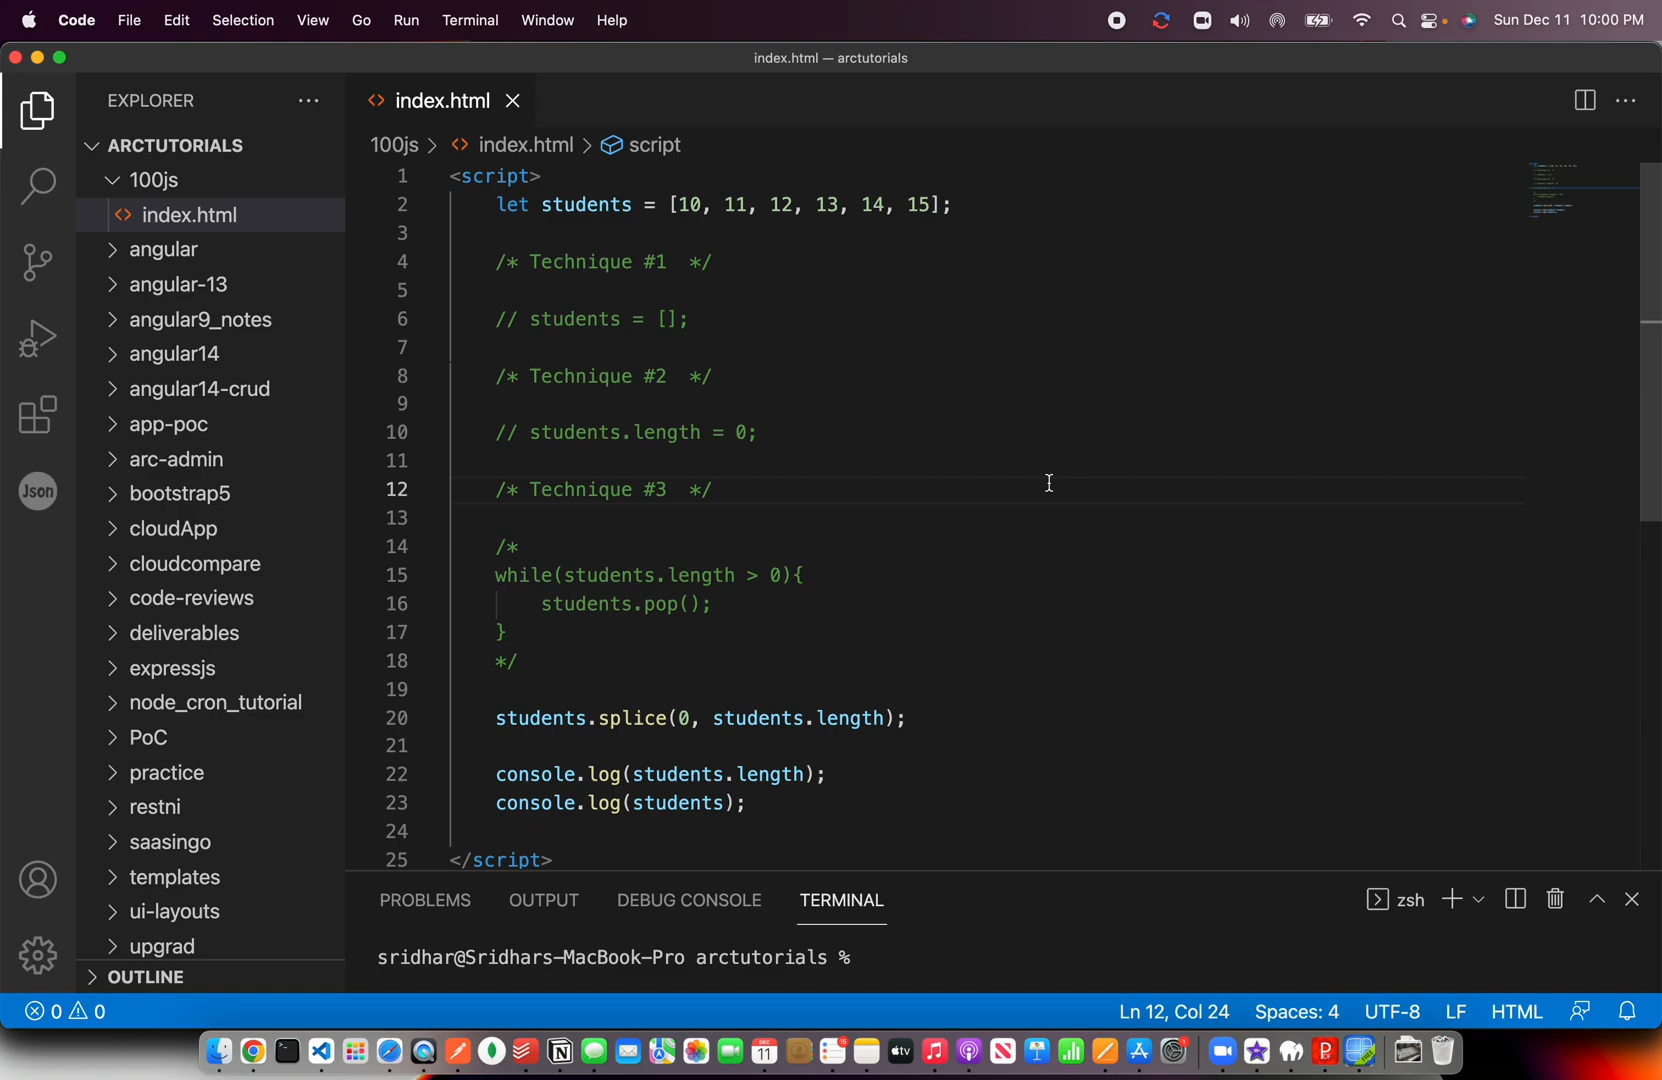 Code File Edit Selection View Go Run Terminal Window Help Sun Dec 11 10:00 PM
index.html — arctutorials
EXPLORER
ARCTUTORIALS
100js
index.html
angular
angular-13
angular9_notes
angular14
angular14-crud
app-poc
arc-admin
bootstrap5
cloudApp
cloudcompare
code-reviews
deliverables
expressjs
node_cron_tutorial
PoC
practice
restni
saasingo
templates
ui-layouts
upgrad
OUTLINE
Json
index.html
100js > index.html > script
1 <script>
2 let students = [10, 11, 12, 13, 14, 15];
3
4 /* Technique #1 */
5
6 // students = [];
7
8 /* Technique #2 */
9
10 // students.length = 0;
11
12 /* Technique #3 */
13
14 /*
15 while(students.length > 0){
16 students.pop();
17 }
18 */
19
20 students.splice(0, students.length);
21
22 console.log(students.length);
23 console.log(students);
24
25 </script>
PROBLEMS OUTPUT DEBUG CONSOLE TERMINAL zsh
sridhar@Sridhars-MacBook-Pro arctutorials %
0 0 Ln 12, Col 24 Spaces: 4 UTF-8 LF HTML